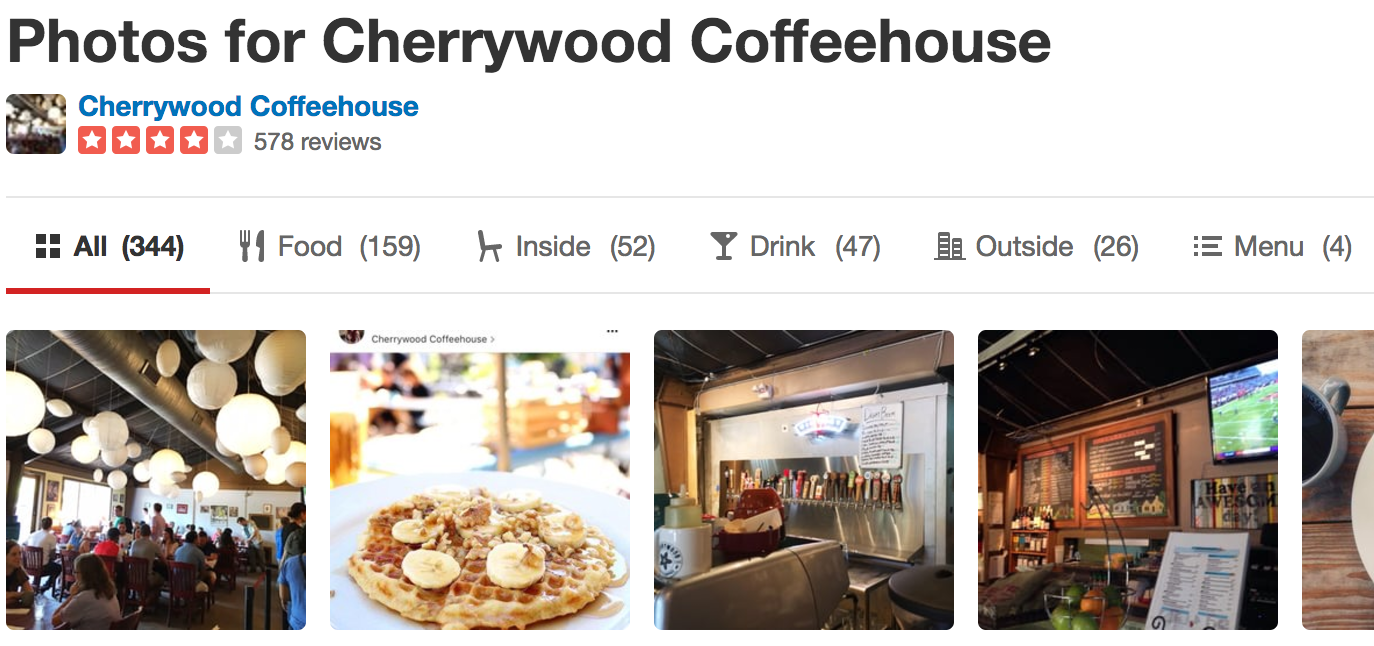 Photos for Cherrywood Coffeehouse
Cherrywood Coffeehouse
578 reviews
All (344)
Food (159)
Inside (52)
Drink (47)
Outside (26)
Menu (4)
Cherrywood Coffeehouse >
Have an
AWESOME